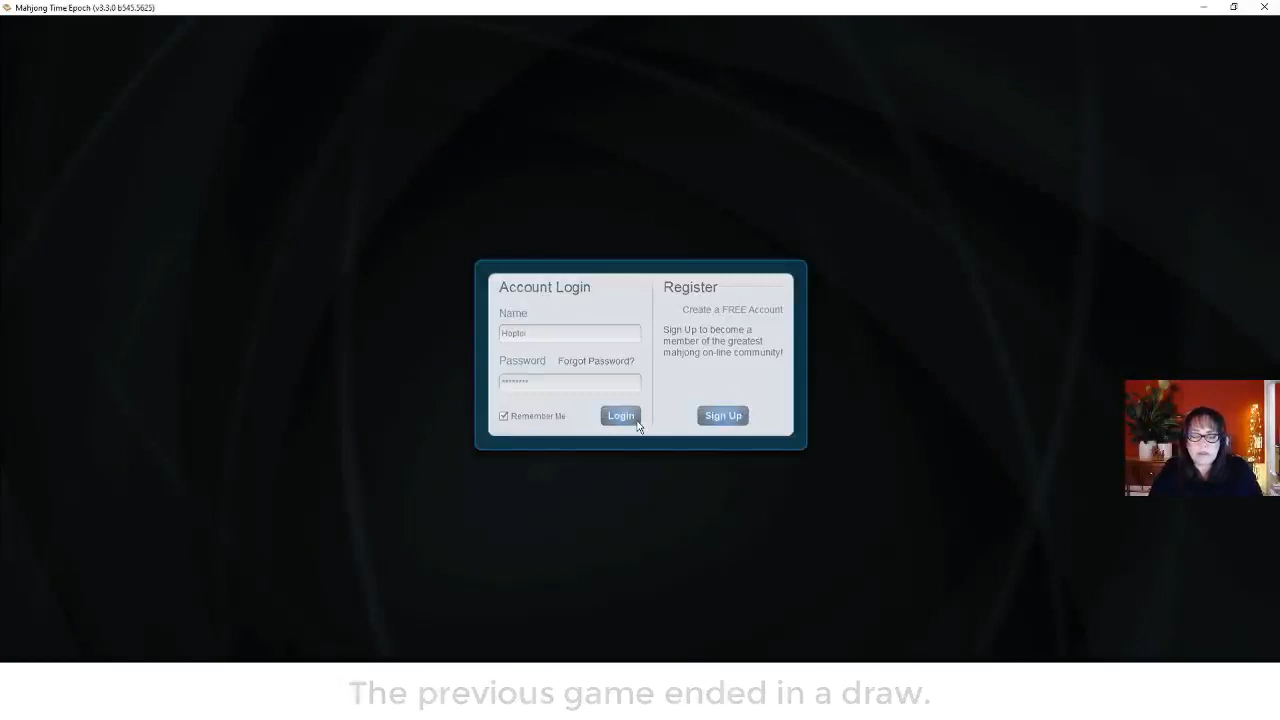 Mahjong Time Epoch (v3.3.0 b545.5625)
Account Login
Name
Hoptoi
Password Forgot Password?
********
Remember Me
Login
Register
Create a FREE Account
Sign Up to become a
member of the greatest
mahjong on-line community!
Sign Up
The previous game ended in a draw.